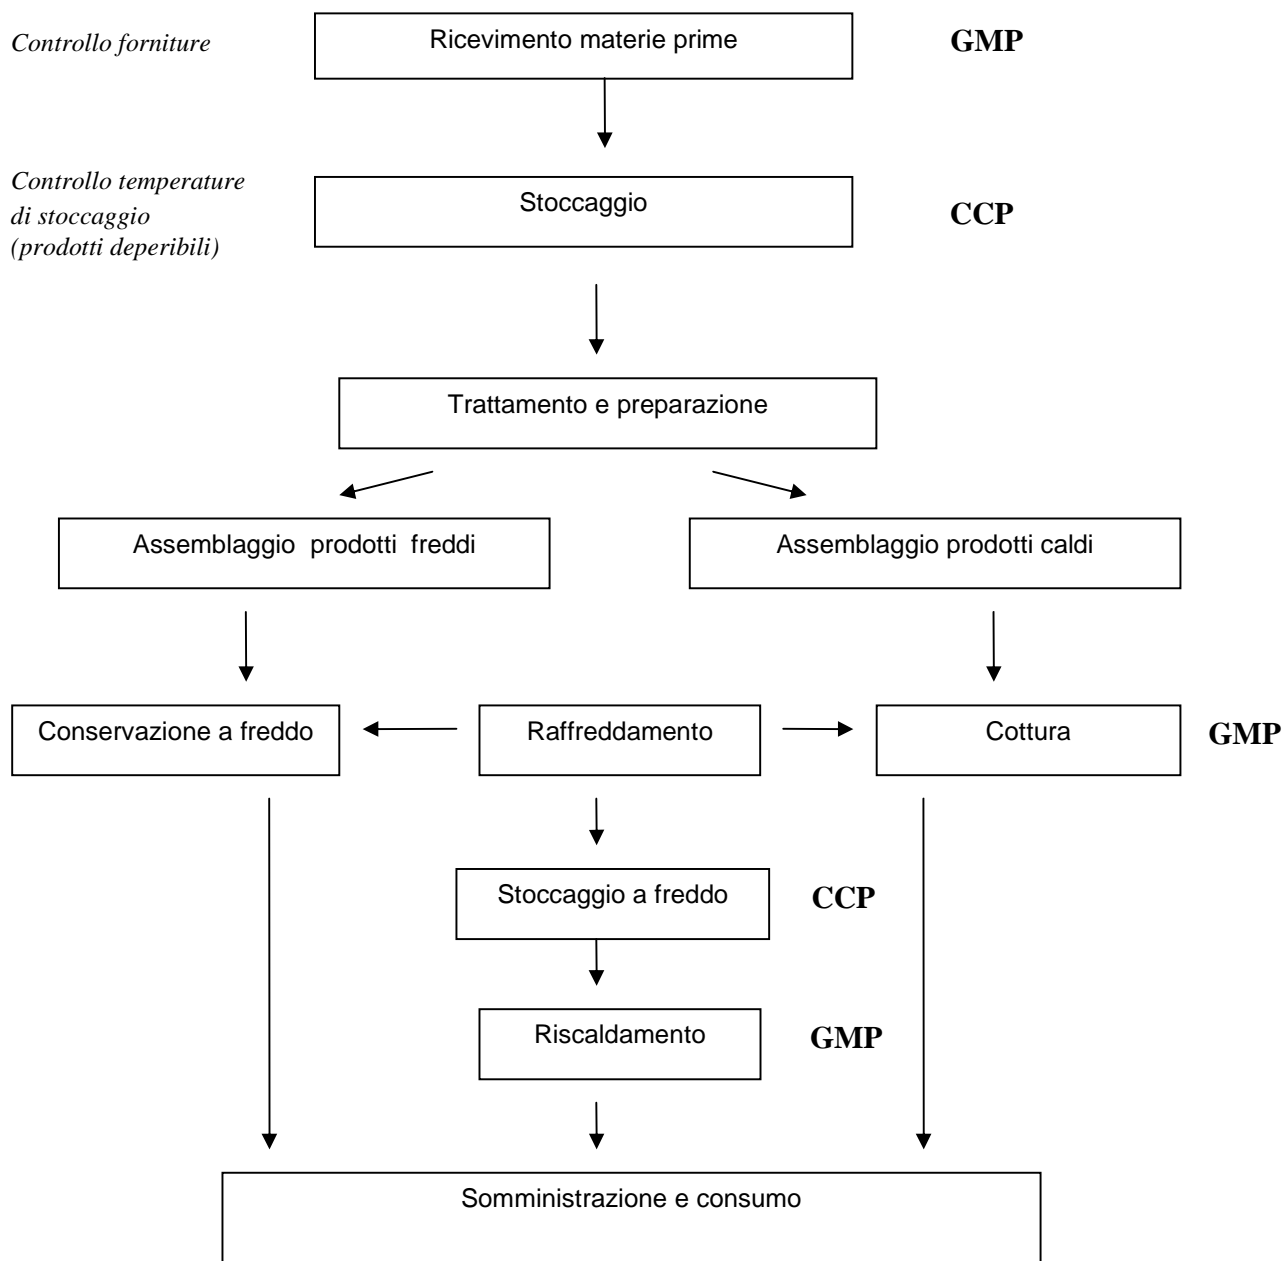 Controllo forniture
Ricevimento materie prime
GMP
Controllo temperature
di stoccaggio
(prodotti deperibili)
Stoccaggio
CCP
Trattamento e preparazione
Assemblaggio prodotti freddi
Assemblaggio prodotti caldi
Conservazione a freddo
Raffreddamento
Cottura
GMP
Stoccaggio a freddo
CCP
Riscaldamento
GMP
Somministrazione e consumo